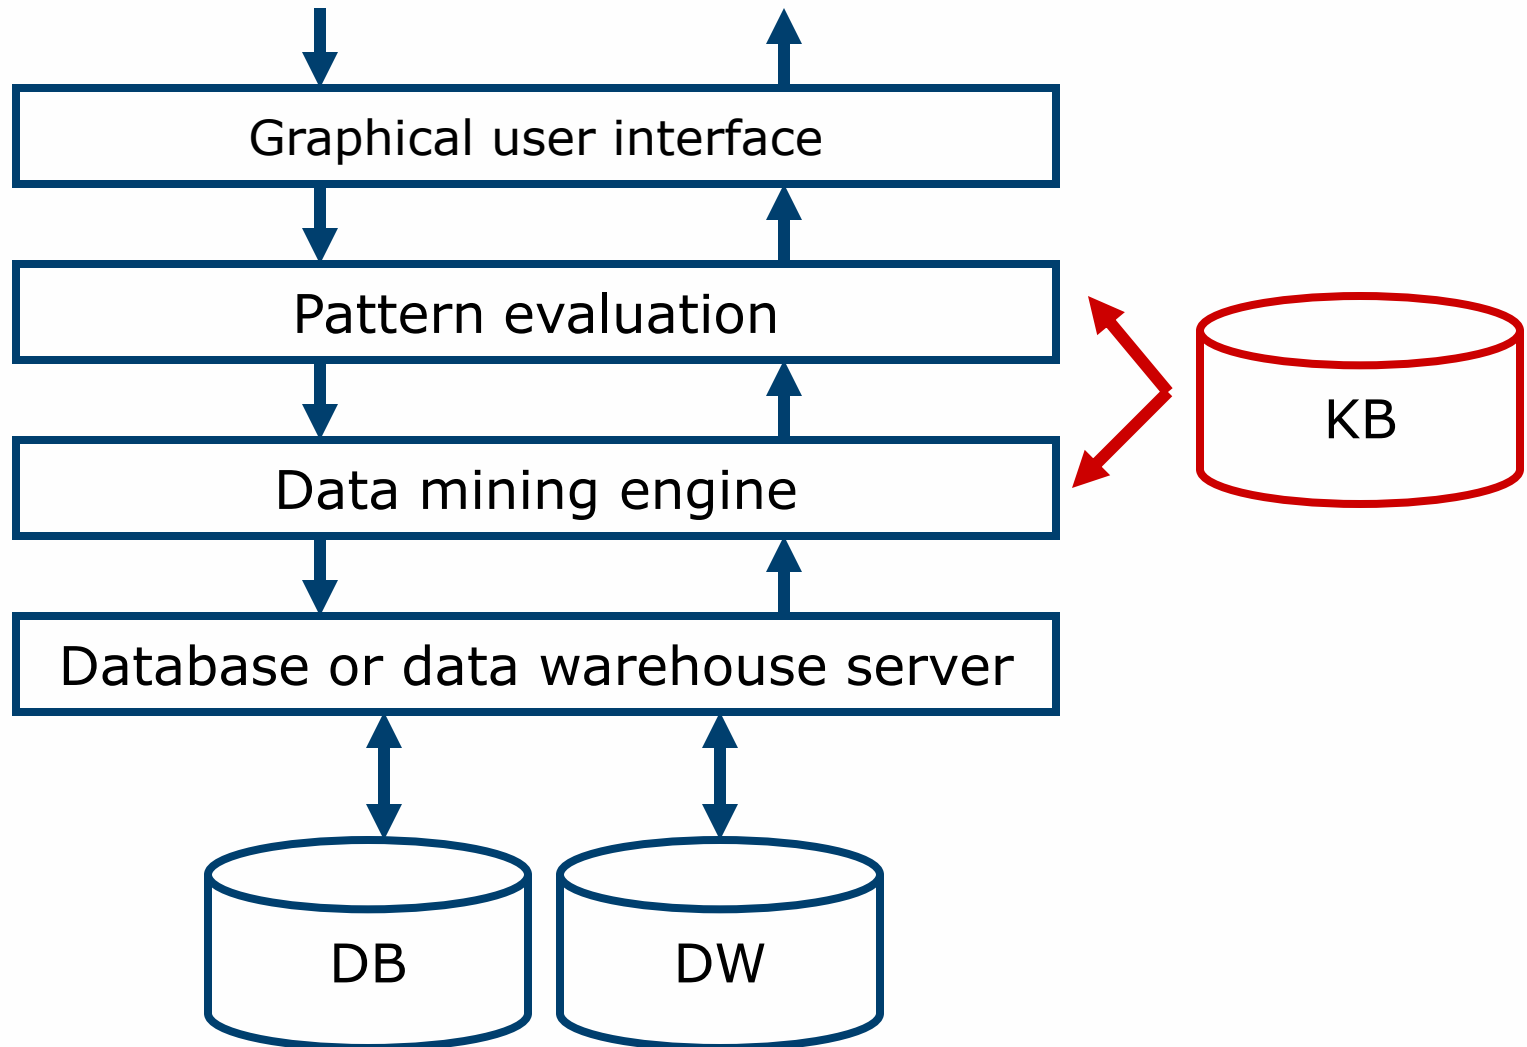 Graphical user interface
Pattern evaluation
KB
Data mining engine
Database or data warehouse server
DB
DW